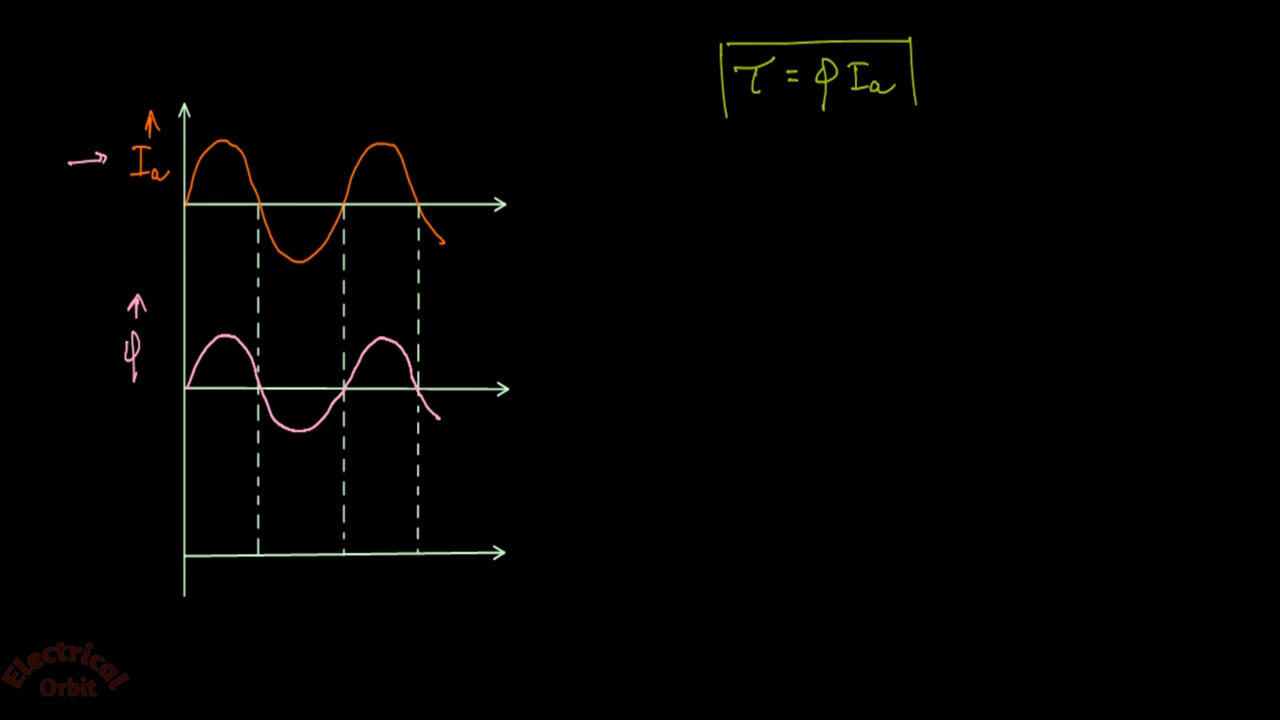 τ = φ Ia
Ia
φ
Electrical
Orbit